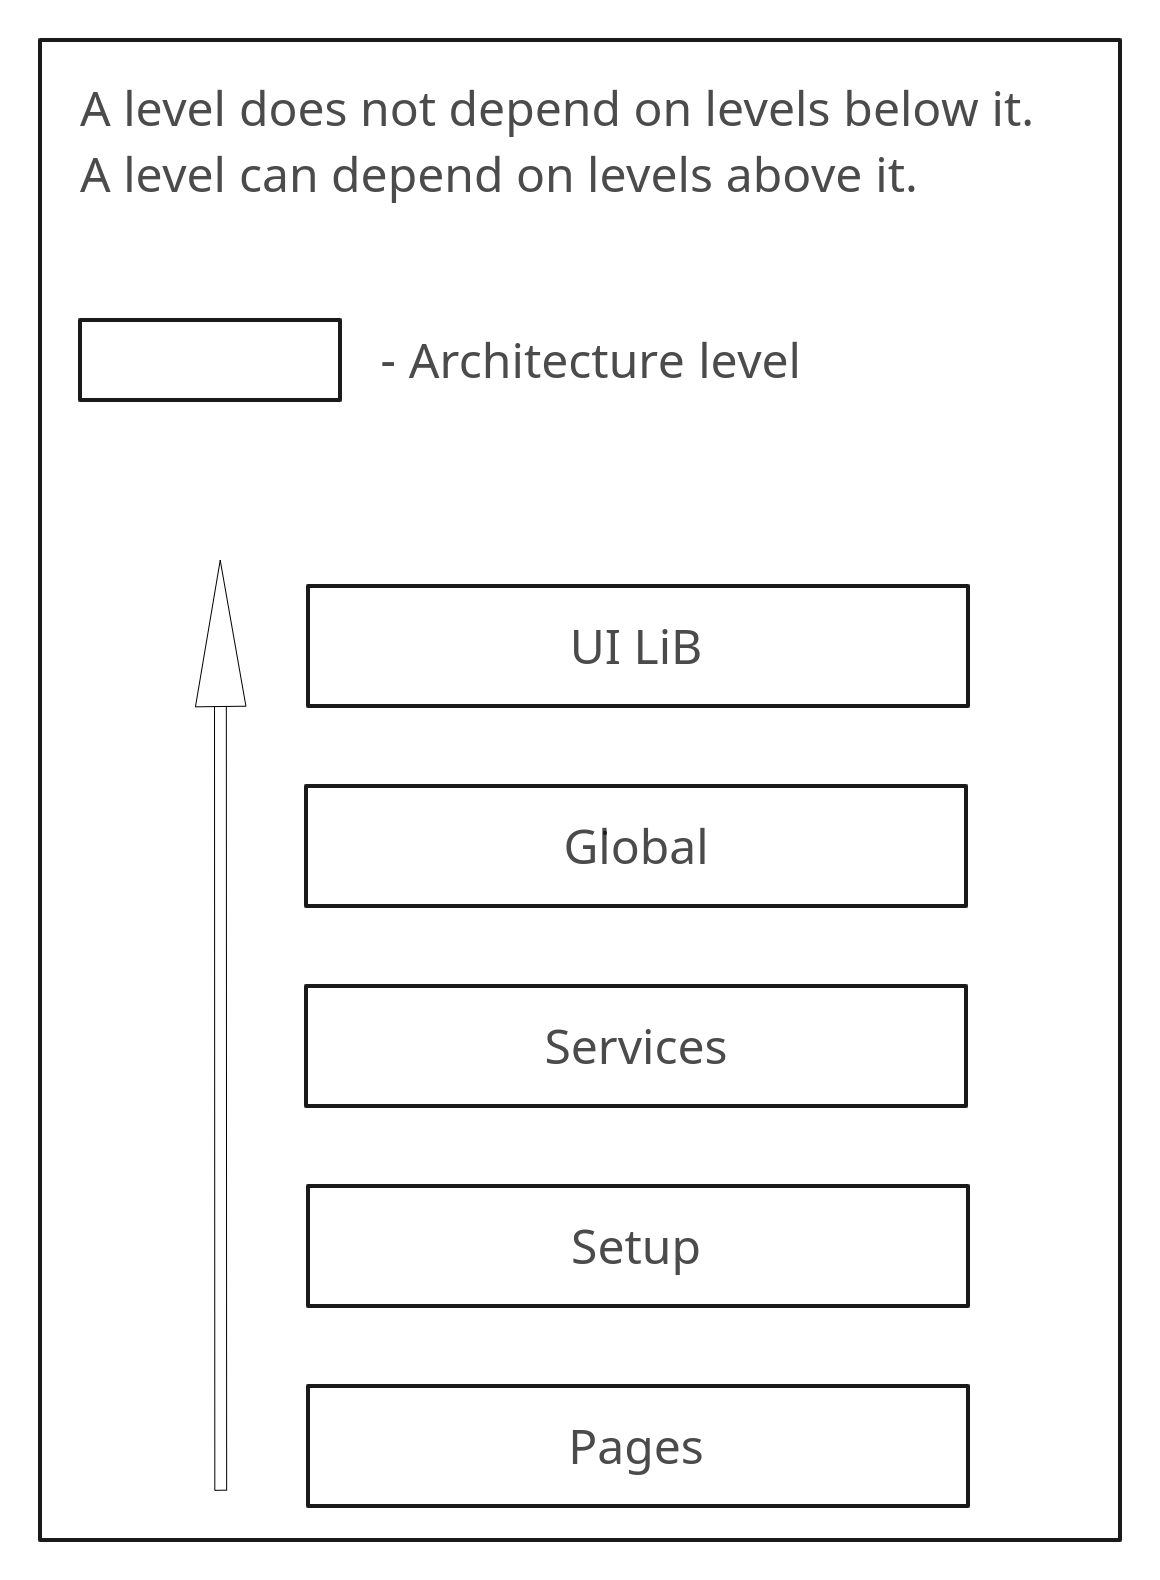 A level does not depend on levels below it.
A level can depend on levels above it.
- Architecture level
UI LiB
Global
Services
Setup
Pages